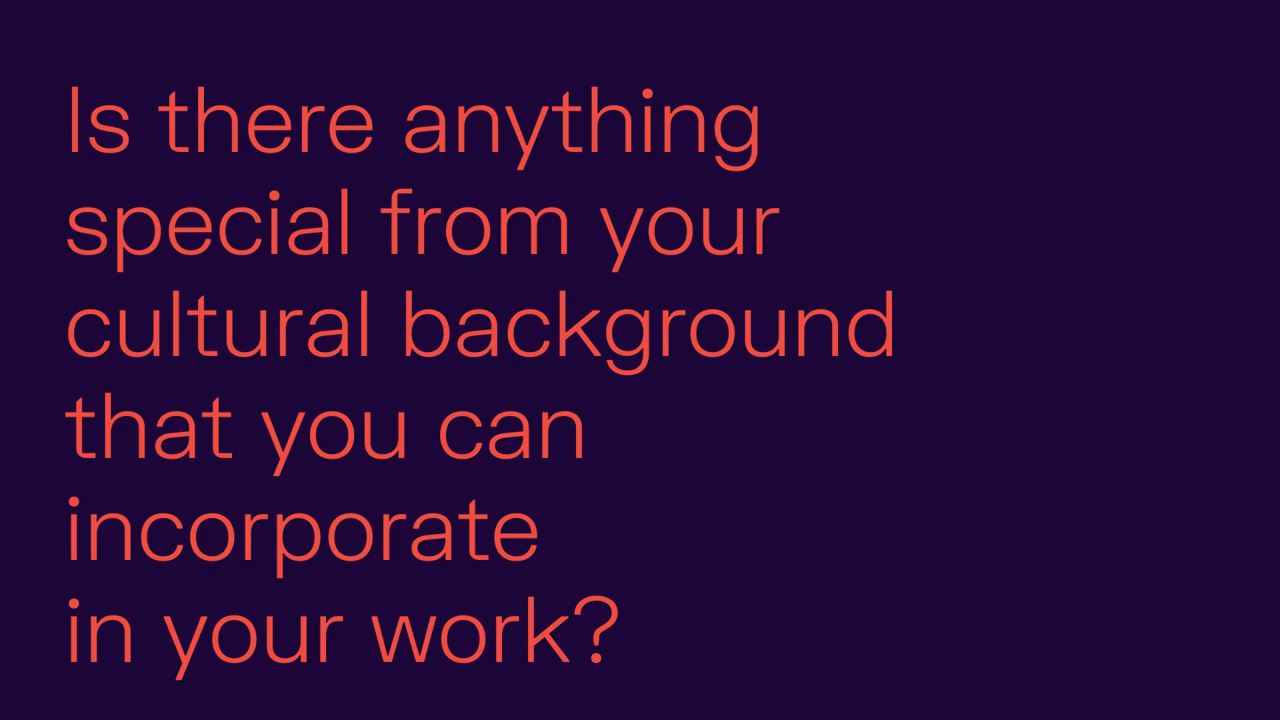 Is there anything
special from your
cultural background
that you can
incorporate
in your work?